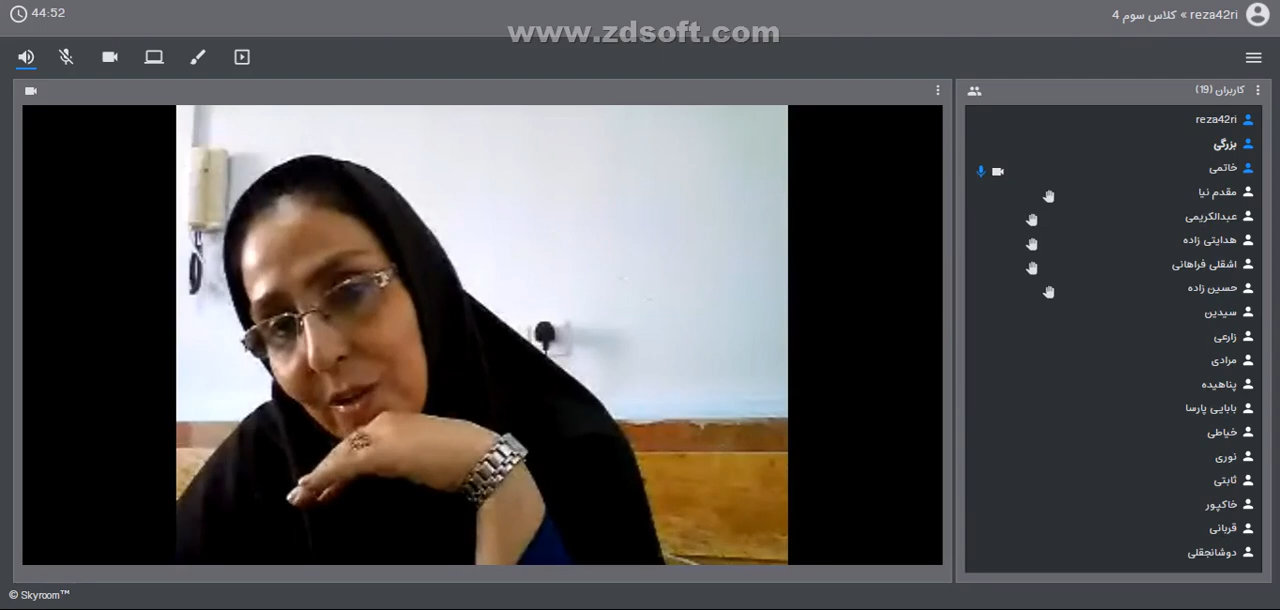 44:52
www.zdsoft.com
reza42ri » کلاس سوم 4
کاربران (19)
reza42ri
بزرگی
خاتمی
مقدم نیا
عبدالکریمی
هدایتی زاده
اشقلی فراهانی
حسین زاده
سیدین
زارعی
مرادی
پناهیده
بابایی پارسا
خیاطی
نوری
ثابتی
خاکپور
قربانی
دوشانجقلی
© Skyroom™